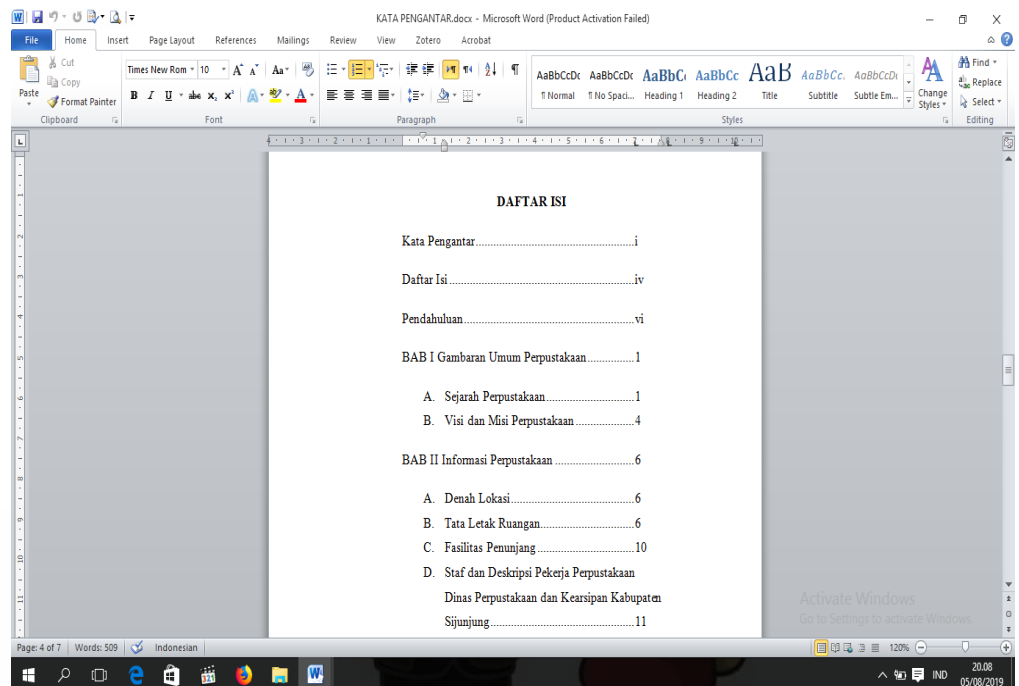 KATA PENGANTAR.docx - Microsoft Word (Product Activation Failed)
File Home Insert Page Layout References Mailings Review View Zotero Acrobat
Paste
Cut
Copy
Format Painter
Clipboard
Times New Rom 10
Font
Paragraph
AaBbCcDc AaBbCcDc AaBbC AaBbCc AaB AaBbCc. AaBbCcDc
¶ Normal ¶ No Spaci... Heading 1 Heading 2 Title Subtitle Subtle Em...
Change Styles
Styles
Find
Replace
Select
Editing
DAFTAR ISI
Kata Pengantar.....................................................i
Daftar Isi.............................................................iv
Pendahuluan.........................................................vi
BAB I Gambaran Umum Perpustakaan................1
A. Sejarah Perpustakaan..............................1
B. Visi dan Misi Perpustakaan....................4
BAB II Informasi Perpustakaan...........................6
A. Denah Lokasi.........................................6
B. Tata Letak Ruangan................................6
C. Fasilitas Penunjang................................10
D. Staf dan Deskripsi Pekerja Perpustakaan
Dinas Perpustakaan dan Kearsipan Kabupaten
Sijunjung................................................11
Activate Windows
Go to Settings to activate Windows.
Page: 4 of 7 Words: 509 Indonesian 120%
IND 20.08
05/08/2019